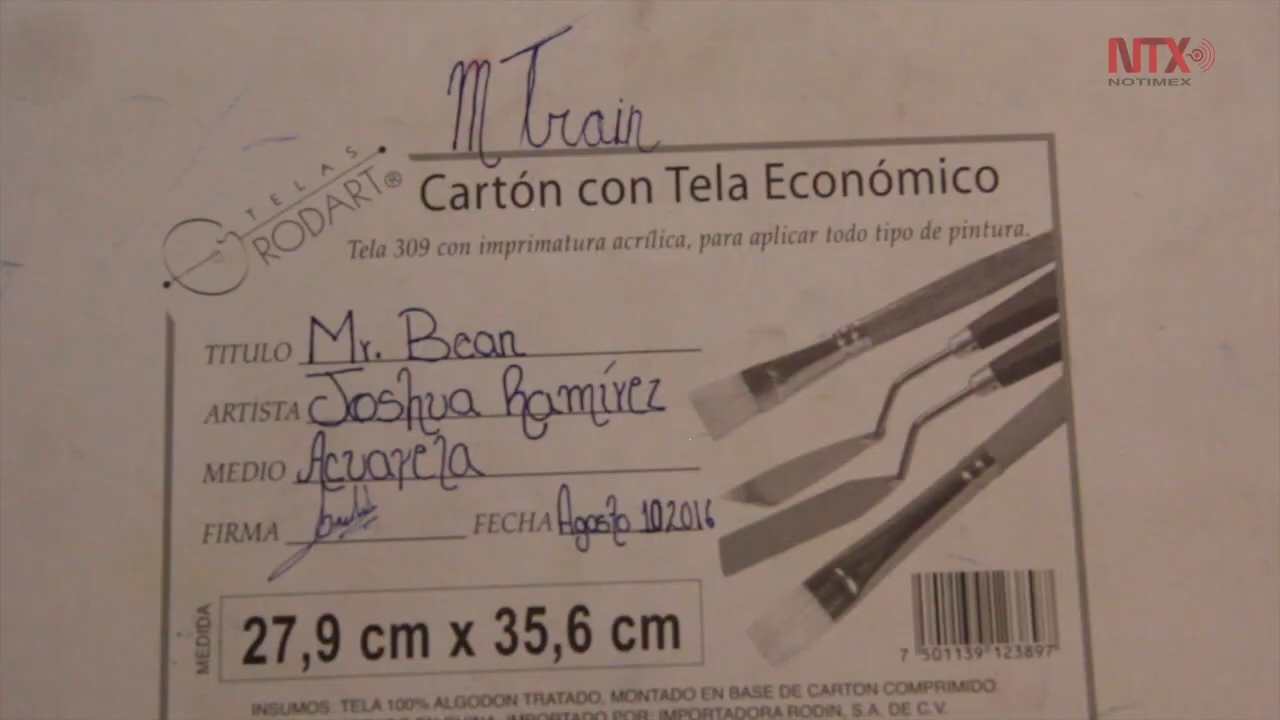 NTX
NOTIMEX
m Train
TELAS
RODART®
Cartón con Tela Económico
Tela 309 con imprimatura acrílica, para aplicar todo tipo de pintura.
TITULO Mr. Bean
ARTISTA Joshua Ramírez
MEDIO Acuarela
FIRMA FECHA Agosto 10 2016
MEDIDA
27,9 cm x 35,6 cm
7 501139 123897
INSUMOS: TELA 100% ALGODON TRATADO, MONTADO EN BASE DE CARTON COMPRIMIDO.
IMPORTADO POR: IMPORTADORA RODIN, S.A. DE C.V.